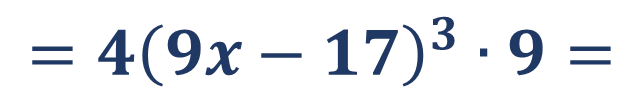 = 4(9x − 17)³ · 9 =